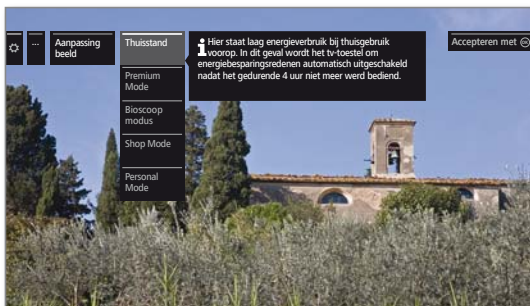 ...
Aanpassing
beeld
Thuisstand
Premium
Mode
Bioscoop
modus
Shop Mode
Personal
Mode
i Hier staat laag energieverbruik bij thuisgebruik
voorop. In dit geval wordt het tv-toestel om
energiebesparingsredenen automatisch uitgeschakeld
nadat het gedurende 4 uur niet meer werd bediend.
Accepteren met OK